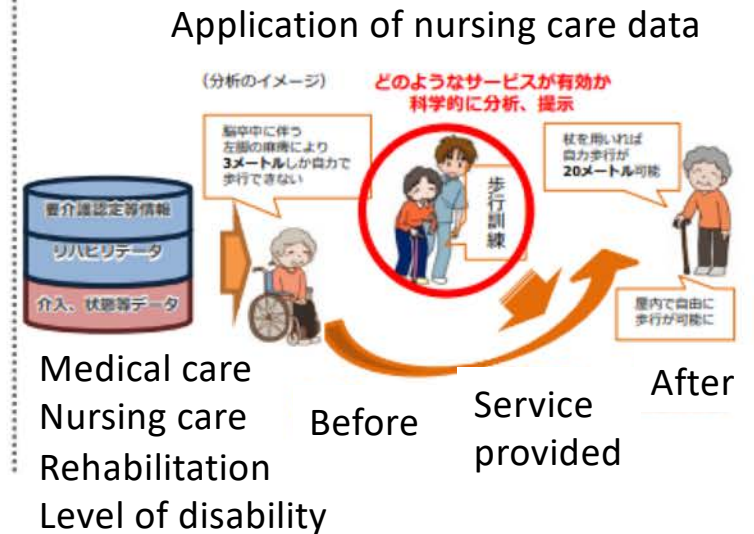 Application of nursing care data
（分析のイメージ）
どのようなサービスが有効か
科学的に分析、提示
脳卒中に伴う
左脚の麻痺により
3メートルしか自力で
歩行できない
歩行訓練
杖を用いれば
自力歩行が
20メートル可能
要介護認定等情報
リハビリデータ
介入、状態等データ
屋内で自由に
歩行が可能に
Medical care
Nursing care
Rehabilitation
Level of disability
Before
Service
provided
After